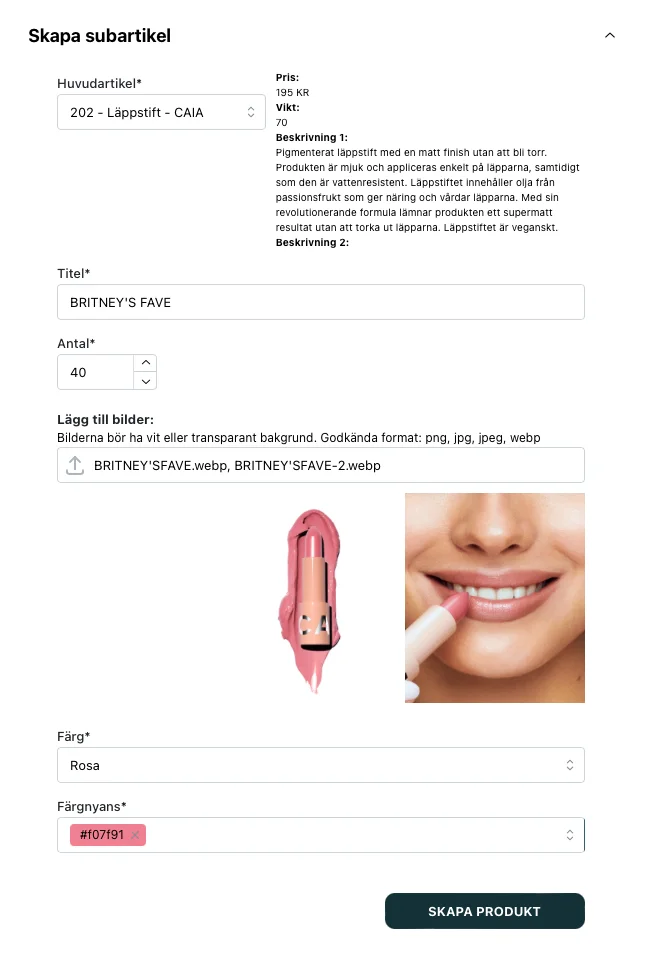 Skapa subartikel
Huvudartikel*
202 - Läppstift - CAIA
Pris:
195 KR
Vikt:
70
Beskrivning 1:
Pigmenterat läppstift med en matt finish utan att bli torr.
Produkten är mjuk och appliceras enkelt på läpparna, samtidigt
som den är vattenresistent. Läppstiftet innehåller olja från
passionsfrukt som ger näring och vårdar läpparna. Med sin
revolutionerande formula lämnar produkten ett supermatt
resultat utan att torka ut läpparna. Läppstiftet är veganskt.
Beskrivning 2:
Titel*
BRITNEY'S FAVE
Antal*
40
Lägg till bilder:
Bilderna bör ha vit eller transparant bakgrund. Godkända format: png, jpg, jpeg, webp
BRITNEY'SFAVE.webp, BRITNEY'SFAVE-2.webp
CA
Färg*
Rosa
Färgnyans*
#f07f91
SKAPA PRODUKT